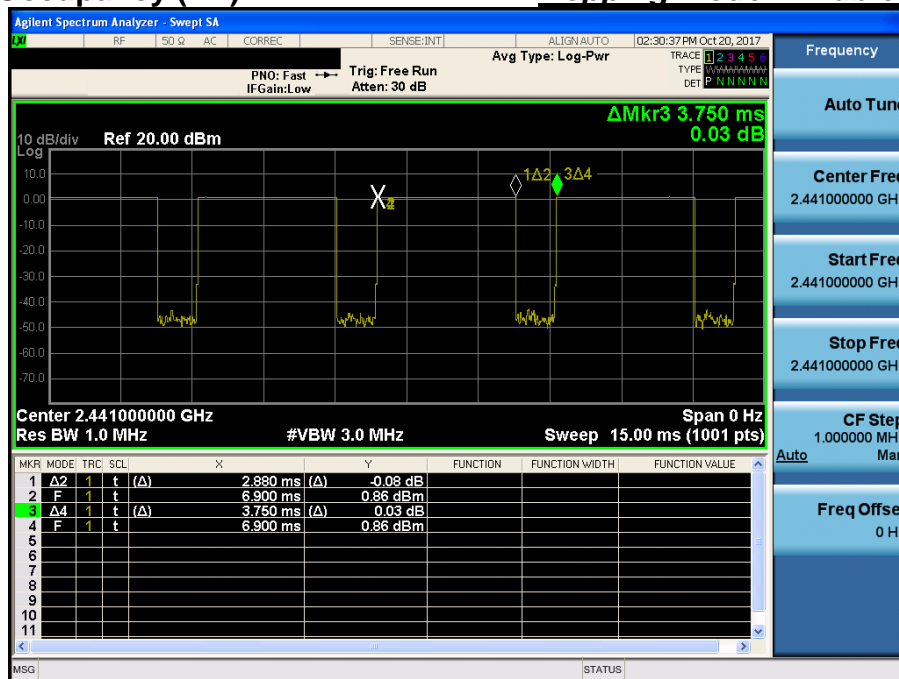 Agilent Spectrum Analyzer - Swept SA
LXI RF 50 Ω AC CORREC SENSE:INT ALIGN AUTO 02:30:37 PM Oct 20, 2017
Avg Type: Log-Pwr
TRACE 1 2 3 4 5 6
TYPE
DET P N N N N N
PNO: Fast Trig: Free Run
IFGain:Low Atten: 30 dB
ΔMkr3 3.750 ms
0.03 dB
10 dB/div Ref 20.00 dBm
Log
10.0
0.00
-10.0
-20.0
-30.0
-40.0
-50.0
-60.0
-70.0
1Δ2 3Δ4
Center 2.441000000 GHz Span 0 Hz
Res BW 1.0 MHz #VBW 3.0 MHz Sweep 15.00 ms (1001 pts)
MKR MODE TRC SCL X Y FUNCTION FUNCTION WIDTH FUNCTION VALUE
1 Δ2 1 t (Δ) 2.880 ms (Δ) -0.08 dB
2 F 1 t 6.900 ms 0.86 dBm
3 Δ4 1 t (Δ) 3.750 ms (Δ) 0.03 dB
4 F 1 t 6.900 ms 0.86 dBm
5
6
7
8
9
10
11
MSG STATUS
Frequency
Auto Tune
Center Freq
2.441000000 GH
Start Freq
2.441000000 GH
Stop Freq
2.441000000 GH
CF Step
1.000000 MH
Auto Man
Freq Offset
0 H